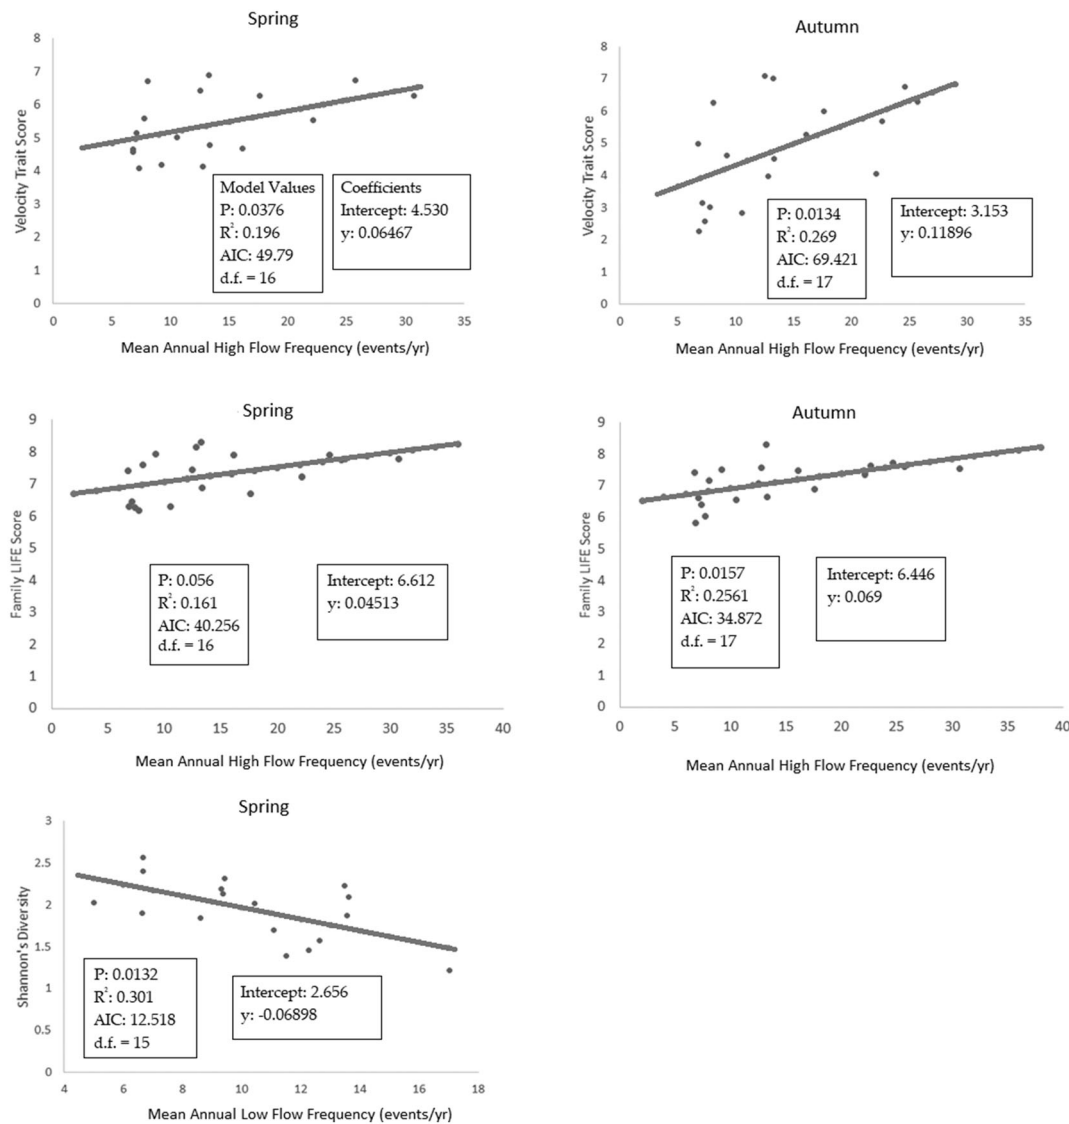 Spring
Velocity Trait Score
8
7
6
5
4
3
2
1
0
Model Values
P: 0.0376
R²: 0.196
AIC: 49.79
d.f. = 16
Coefficients
Intercept: 4.530
y: 0.06467
0 5 10 15 20 25 30 35
Mean Annual High Flow Frequency (events/yr)
Autumn
Velocity Trait Score
8
7
6
5
4
3
2
1
0
P: 0.0134
R²: 0.269
AIC: 69.421
d.f. = 17
Intercept: 3.153
y: 0.11896
0 5 10 15 20 25 30 35
Mean Annual High Flow Frequency (events/yr)
Spring
Family LIFE Score
9
8
7
6
5
4
3
2
1
0
P: 0.056
R²: 0.161
AIC: 40.256
d.f. = 16
Intercept: 6.612
y: 0.04513
0 5 10 15 20 25 30 35 40
Mean Annual High Flow Frequency (events/yr)
Autumn
Family LIFE Score
9
8
7
6
5
4
3
2
1
0
P: 0.0157
R²: 0.2561
AIC: 34.872
d.f. = 17
Intercept: 6.446
y: 0.069
0 5 10 15 20 25 30 35 40
Mean Annual High Flow Frequency (events/yr)
Spring
Shannon's Diversity
3
2.5
2
1.5
1
0.5
0
P: 0.0132
R²: 0.301
AIC: 12.518
d.f. = 15
Intercept: 2.656
y: -0.06898
4 6 8 10 12 14 16 18
Mean Annual Low Flow Frequency (events/yr)